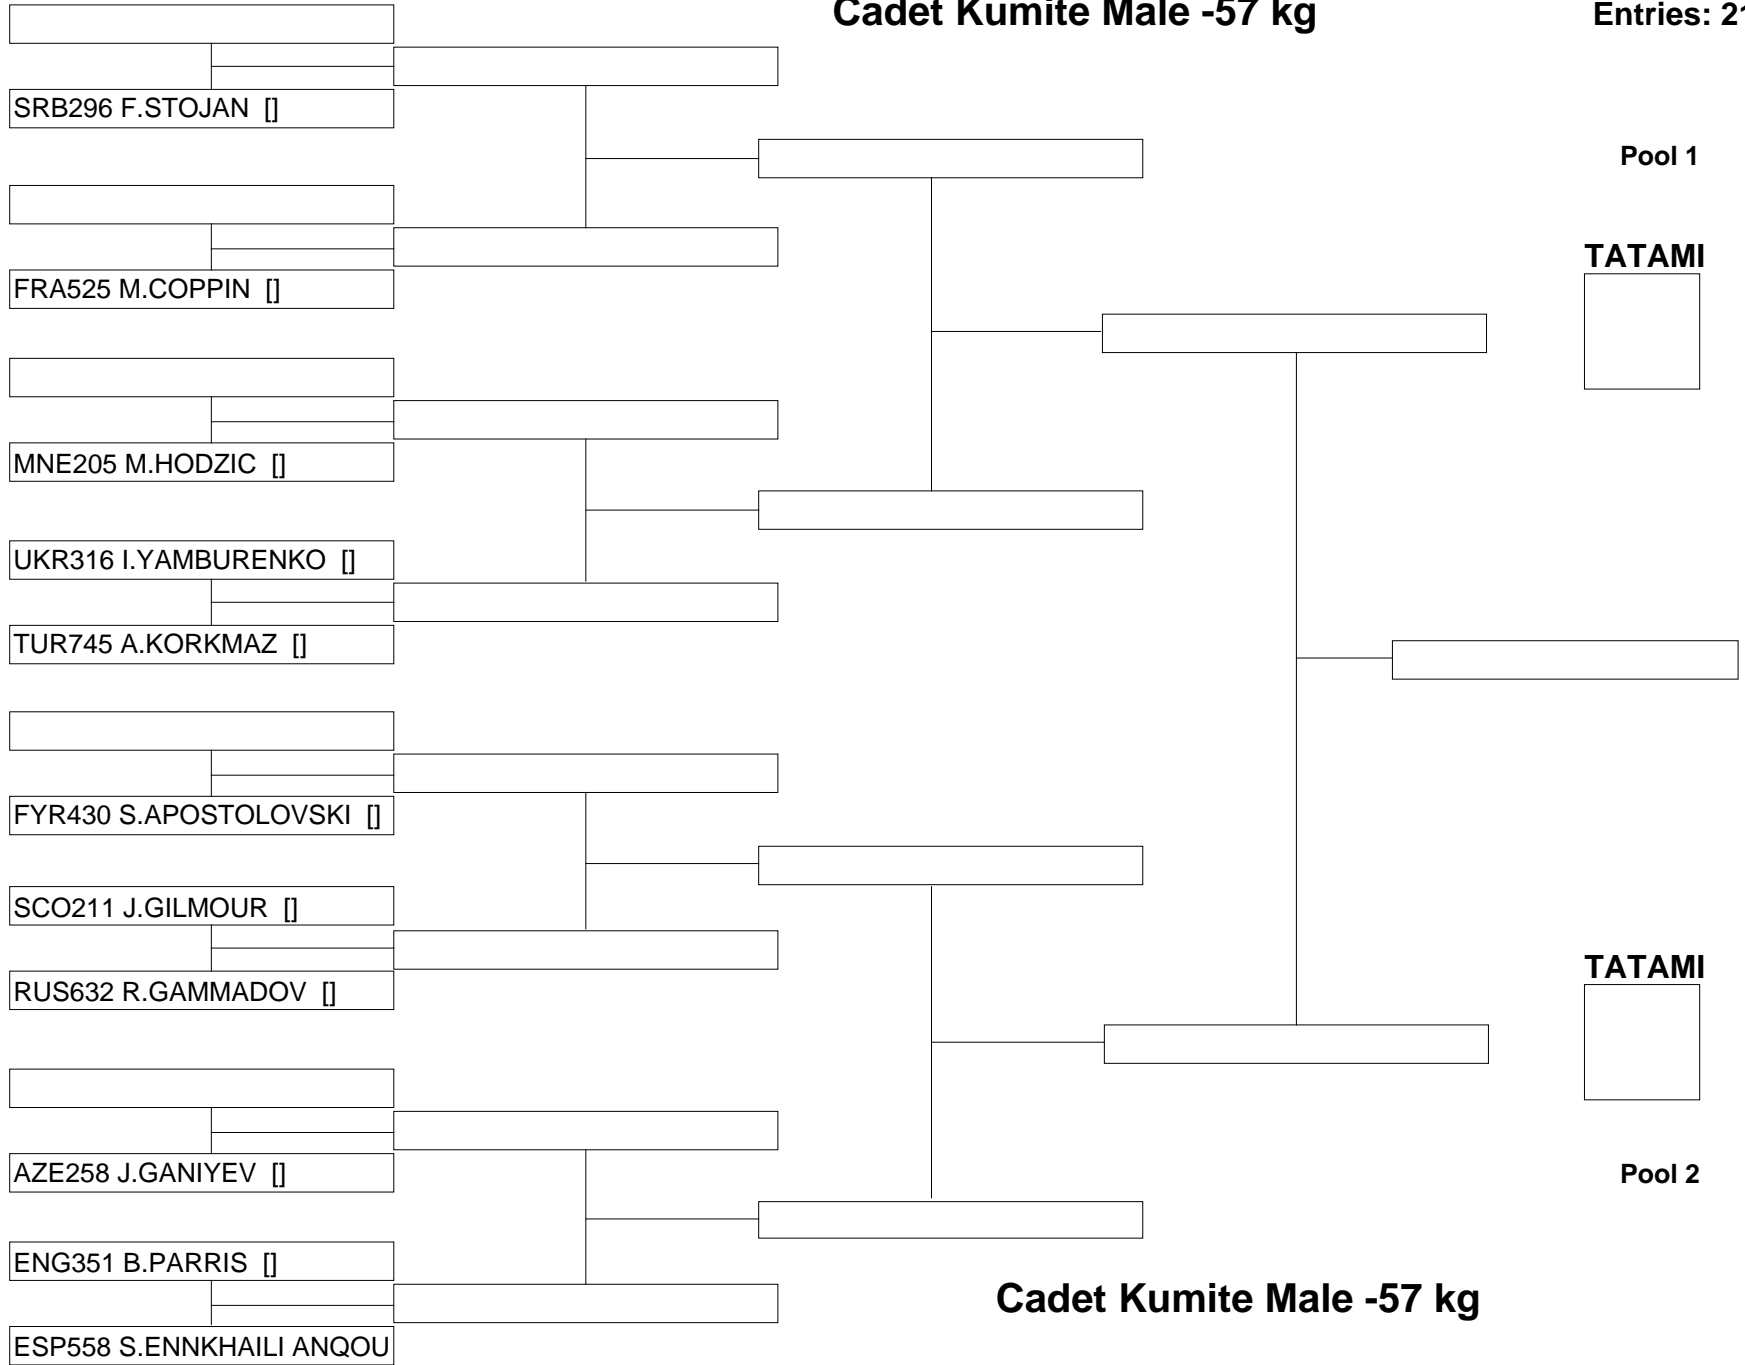 Cadet Kumite Male -57 kg
Entries: 21
SRB296 F.STOJAN []
Pool 1
TATAMI
FRA525 M.COPPIN []
MNE205 M.HODZIC []
UKR316 I.YAMBURENKO []
TUR745 A.KORKMAZ []
FYR430 S.APOSTOLOVSKI []
SCO211 J.GILMOUR []
TATAMI
RUS632 R.GAMMADOV []
AZE258 J.GANIYEV []
Pool 2
ENG351 B.PARRIS []
Cadet Kumite Male -57 kg
ESP558 S.ENNKHAILI ANQOU